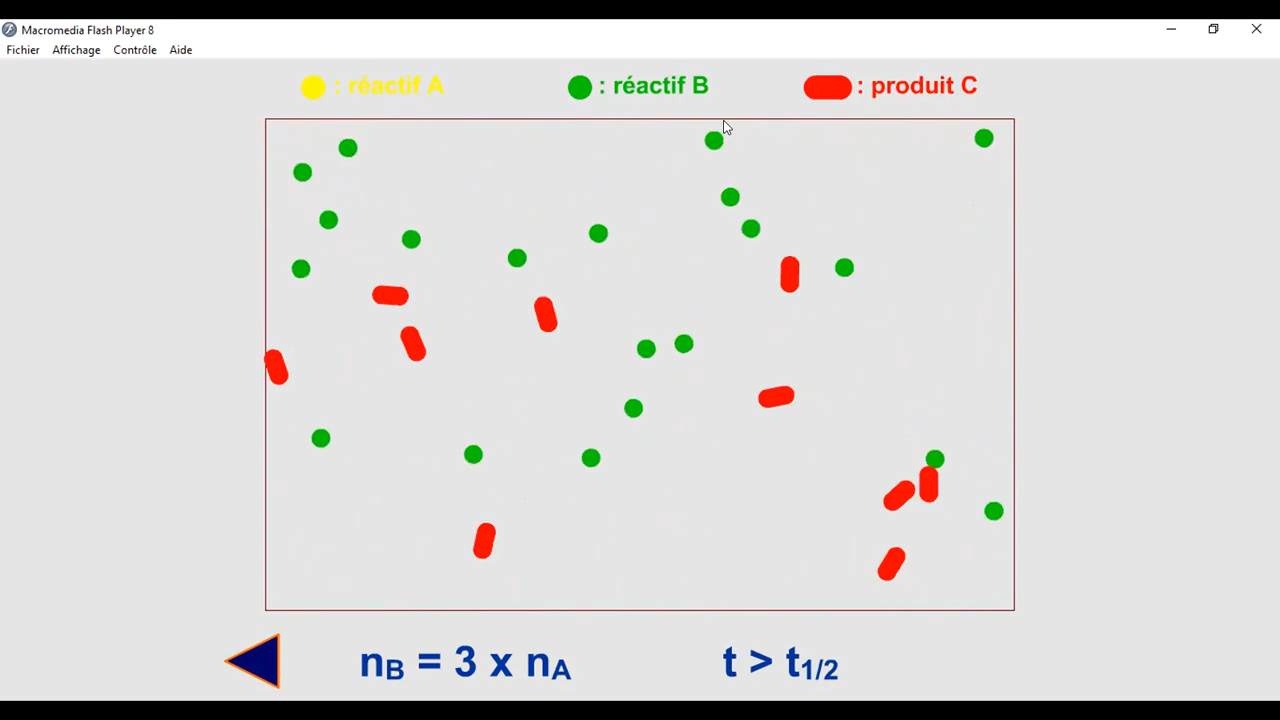 Macromedia Flash Player 8
Fichier Affichage Contrôle Aide
: réactif A : réactif B : produit C
nB = 3 x nA t > t1/2